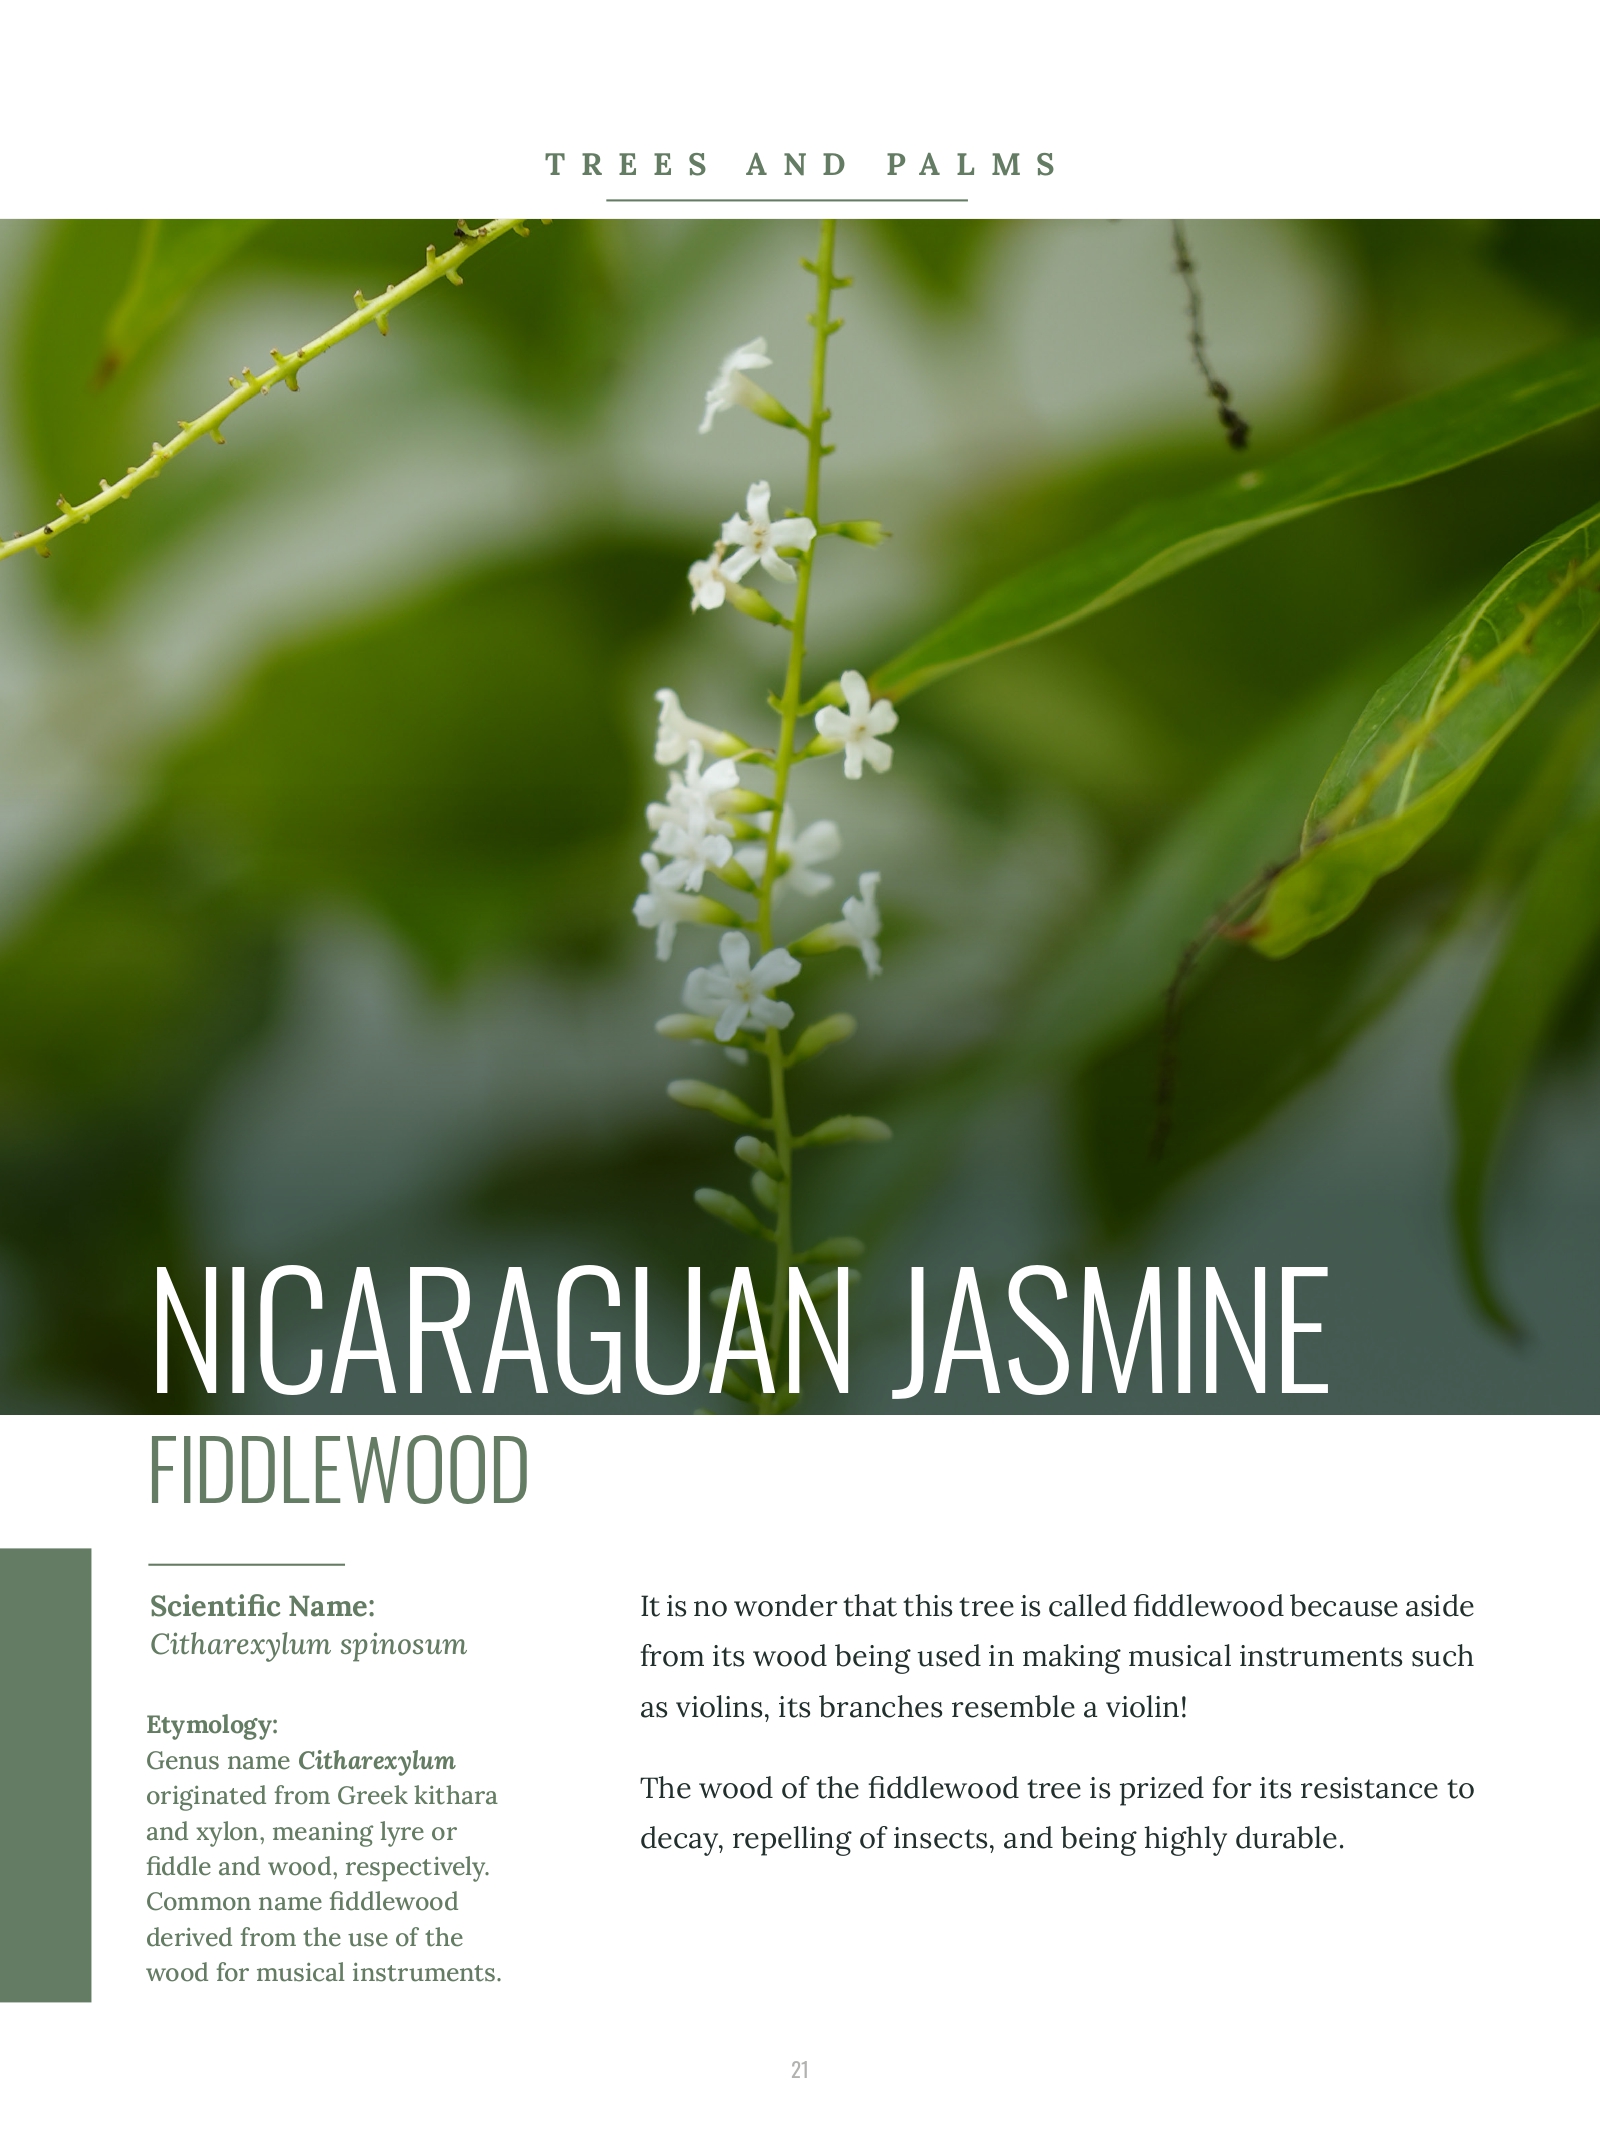 TREES AND PALMS
NICARAGUAN JASMINE
FIDDLEWOOD
Scientific Name:
Citharexylum spinosum
Etymology:
Genus name Citharexylum
originated from Greek kithara
and xylon, meaning lyre or
fiddle and wood, respectively.
Common name fiddlewood
derived from the use of the
wood for musical instruments.
It is no wonder that this tree is called fiddlewood because aside
from its wood being used in making musical instruments such
as violins, its branches resemble a violin!
The wood of the fiddlewood tree is prized for its resistance to
decay, repelling of insects, and being highly durable.
21